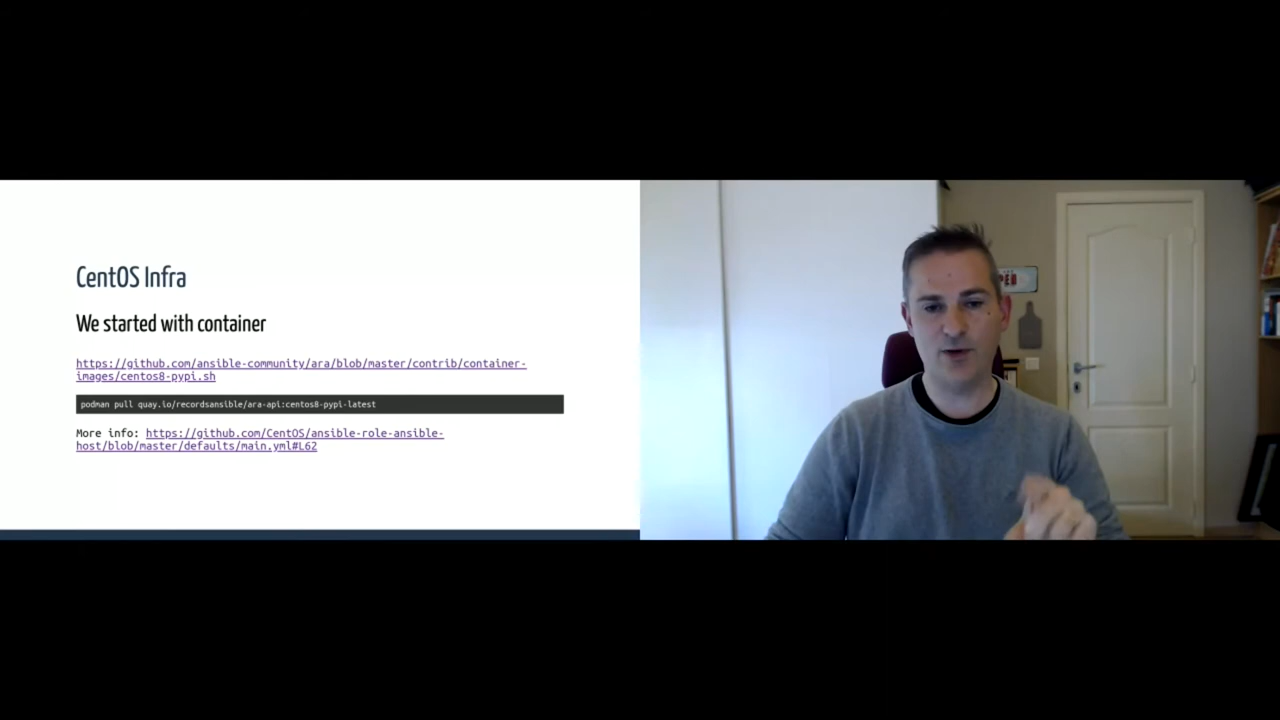 CentOS Infra
We started with container
https://github.com/ansible-community/ara/blob/master/contrib/container-
images/centos8-pypi.sh
podman pull quay.io/recordsansible/ara-api:centos8-pypi-latest
More info: https://github.com/CentOS/ansible-role-ansible-
host/blob/master/defaults/main.yml#L62